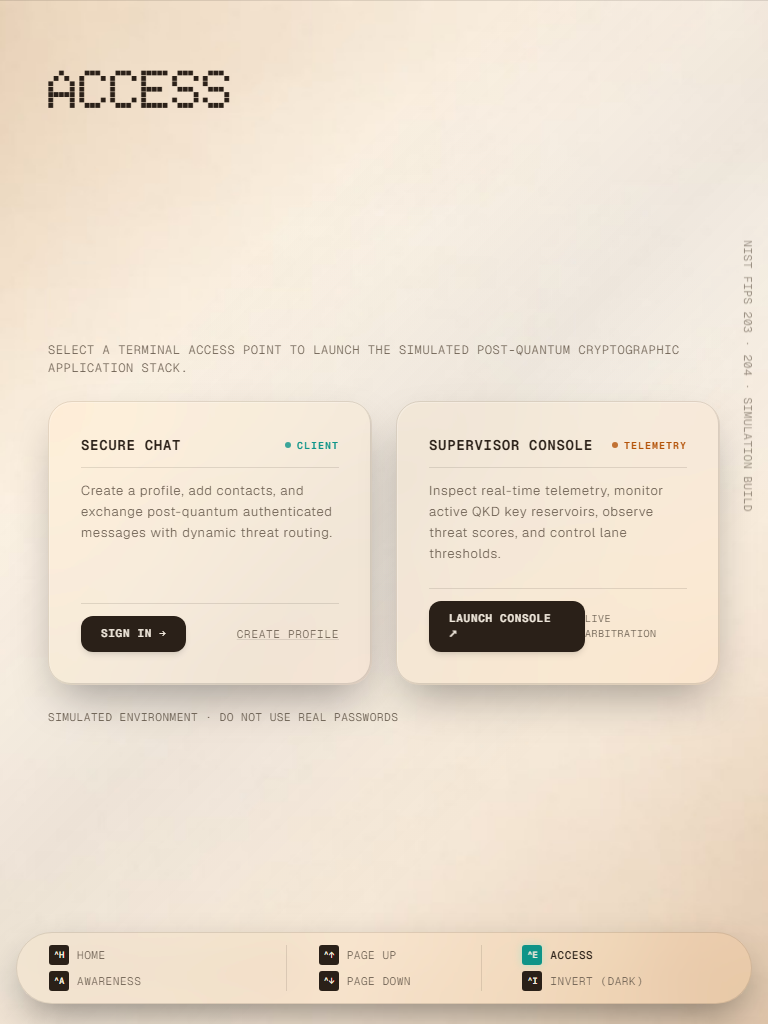 ACCESS
NIST FIPS 203 · 204 · SIMULATION BUILD
SELECT A TERMINAL ACCESS POINT TO LAUNCH THE SIMULATED POST-QUANTUM CRYPTOGRAPHIC
APPLICATION STACK.
SECURE CHAT
CLIENT
Create a profile, add contacts, and
exchange post-quantum authenticated
messages with dynamic threat routing.
SIGN IN →
CREATE PROFILE
SUPERVISOR CONSOLE
TELEMETRY
Inspect real-time telemetry, monitor
active QKD key reservoirs, observe
threat scores, and control lane
thresholds.
LAUNCH CONSOLE
↗
LIVE
ARBITRATION
SIMULATED ENVIRONMENT · DO NOT USE REAL PASSWORDS
^H HOME
^A AWARENESS
^↑ PAGE UP
^↓ PAGE DOWN
^E ACCESS
^I INVERT (DARK)